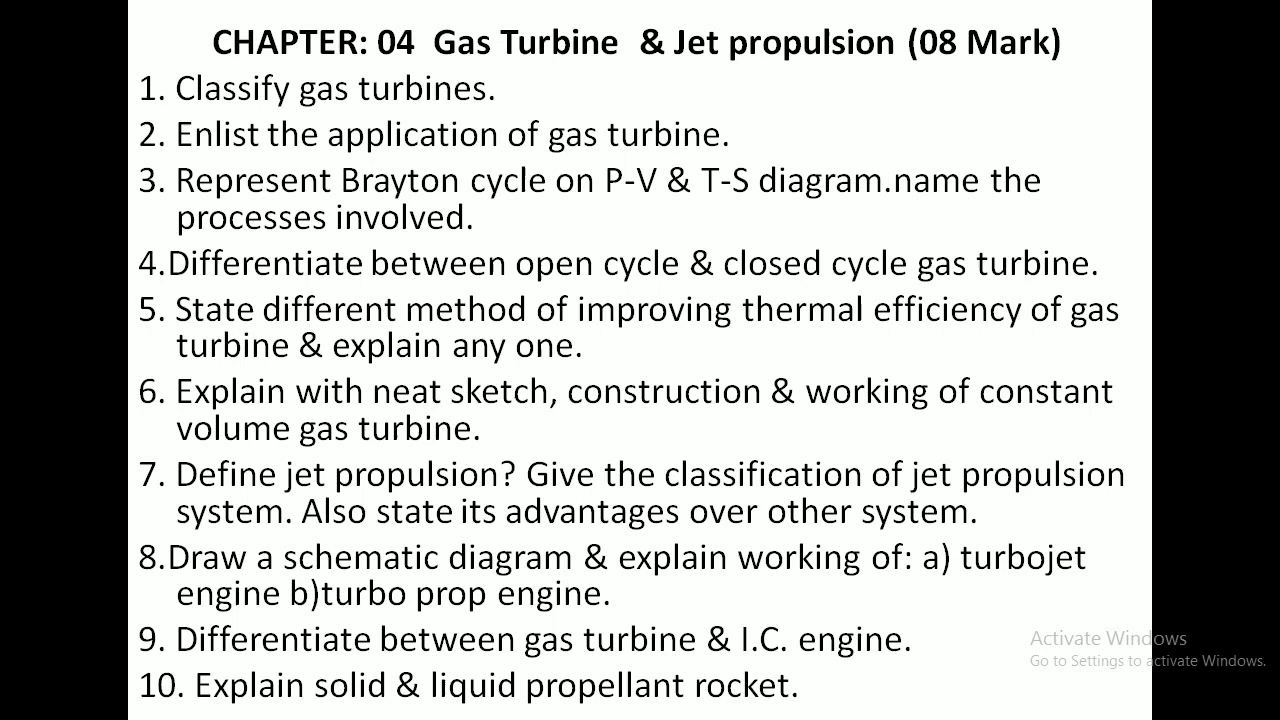 CHAPTER: 04 Gas Turbine & Jet propulsion (08 Mark)
1. Classify gas turbines.
2. Enlist the application of gas turbine.
3. Represent Brayton cycle on P-V & T-S diagram.name the
processes involved.
4.Differentiate between open cycle & closed cycle gas turbine.
5. State different method of improving thermal efficiency of gas
turbine & explain any one.
6. Explain with neat sketch, construction & working of constant
volume gas turbine.
7. Define jet propulsion? Give the classification of jet propulsion
system. Also state its advantages over other system.
8.Draw a schematic diagram & explain working of: a) turbojet
engine b)turbo prop engine.
9. Differentiate between gas turbine & I.C. engine.
10. Explain solid & liquid propellant rocket.
Activate Windows
Go to Settings to activate Windows.